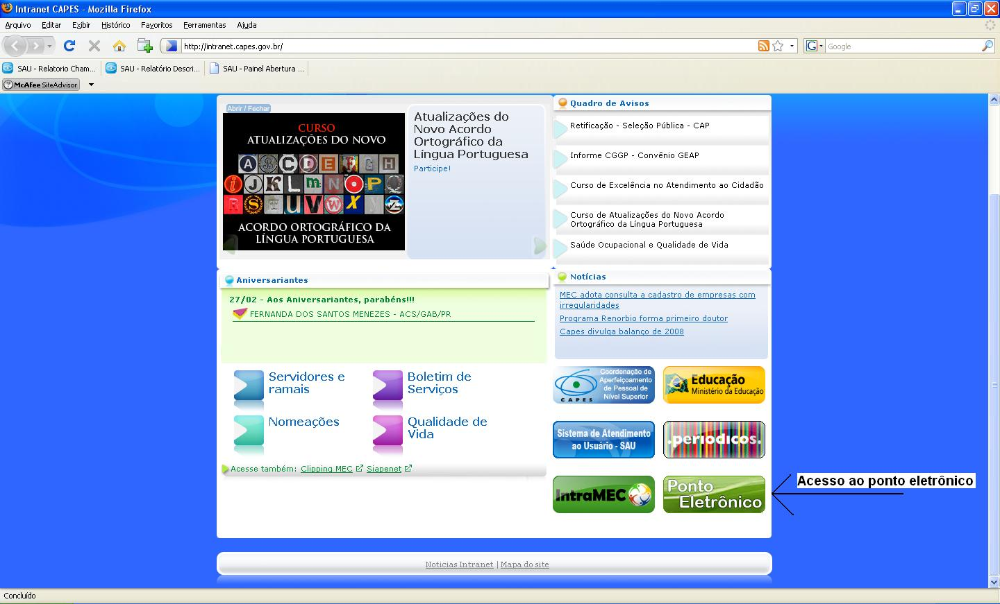 Intranet CAPES - Mozilla Firefox
Arquivo Editar Exibir Histórico Favoritos Ferramentas Ajuda
http://intranet.capes.gov.br/
G Google
SAU - Relatorio Cham... SAU - Relatório Descri... SAU - Painel Abertura ...
McAfee SiteAdvisor
Abrir / Fechar
CURSO
ATUALIZAÇÕES DO NOVO
A B C D E F G H
i J K L m N O P Q
R S T U V W X y Z
ACORDO ORTOGRÁFICO DA
LÍNGUA PORTUGUESA
Atualizações do
Novo Acordo
Ortográfico da
Língua Portuguesa
Participe!
Quadro de Avisos
Retificação - Seleção Pública - CAP
Informe CGGP - Convênio GEAP
Curso de Excelência no Atendimento ao Cidadão
Curso de Atualizações do Novo Acordo
Ortográfico da Língua Portuguesa
Saúde Ocupacional e Qualidade de Vida
Aniversariantes
27/02 - Aos Aniversariantes, parabéns!!!
FERNANDA DOS SANTOS MENEZES - ACS/GAB/PR
Notícias
MEC adota consulta a cadastro de empresas com
irregularidades
Programa Renorbio forma primeiro doutor
Capes divulga balanço de 2008
Servidores e
ramais
Boletim de
Serviços
Nomeações
Qualidade de
Vida
Acesse também: Clipping MEC Siapenet
CAPES
Coordenação de
Aperfeiçoamento
de Pessoal de
Nível Superior
Educação
Ministério da Educação
Sistema de Atendimento
ao Usuário - SAU
.periodicos.
IntraMEC
Ponto
Eletrônico
Acesso ao ponto eletrônico
Noticias Intranet | Mapa do site
Concluído